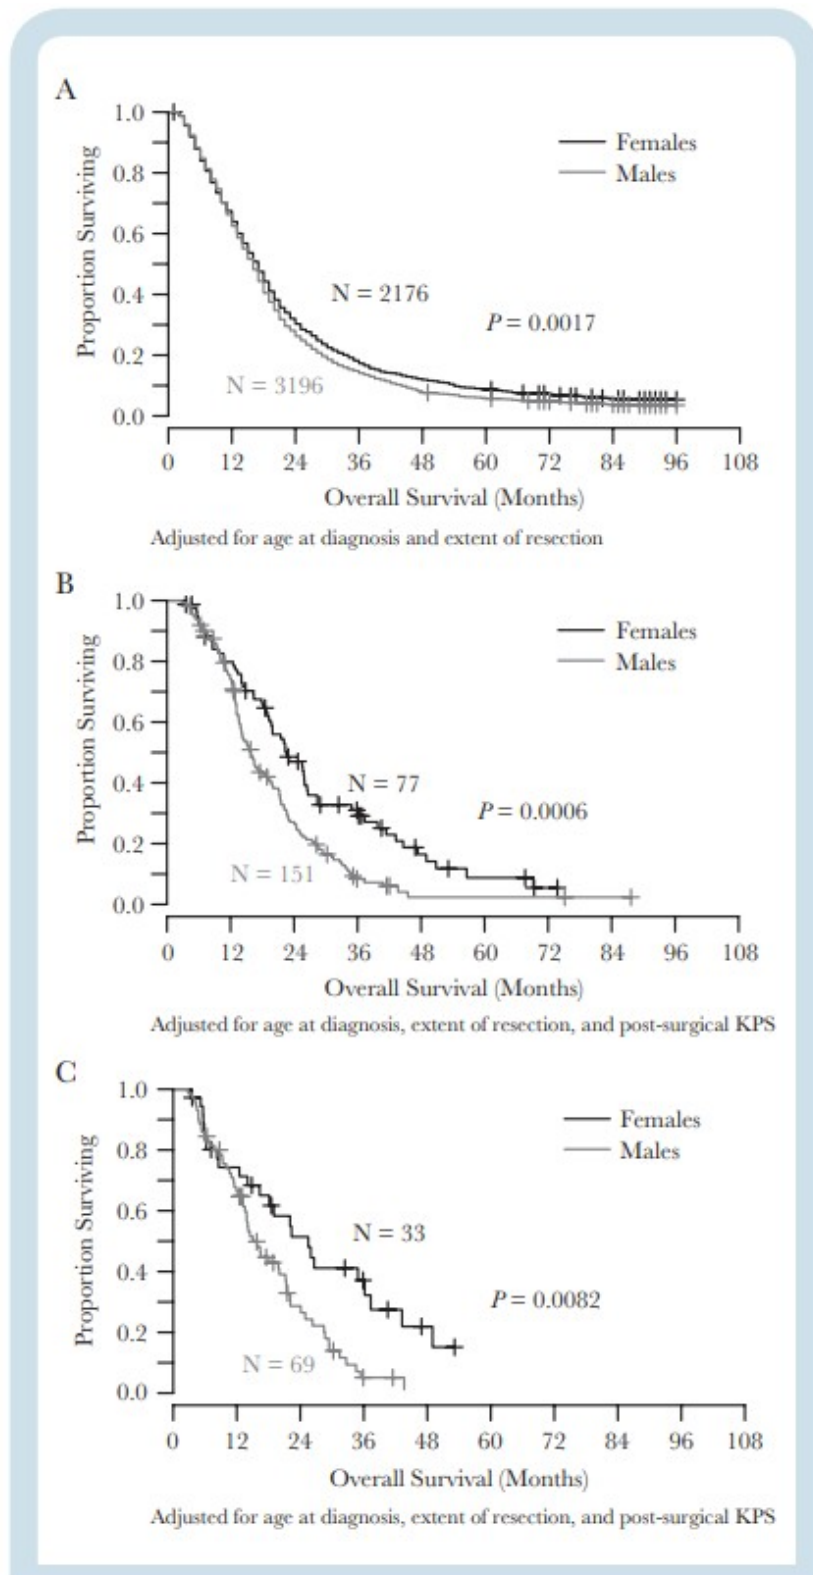 A
Proportion Surviving
1.0
0.8
0.6
0.4
0.2
0.0
Females
Males
N = 2176
P = 0.0017
N = 3196
0 12 24 36 48 60 72 84 96 108
Overall Survival (Months)
Adjusted for age at diagnosis and extent of resection
B
Proportion Surviving
1.0
0.8
0.6
0.4
0.2
0.0
Females
Males
N = 77
P = 0.0006
N = 151
0 12 24 36 48 60 72 84 96 108
Overall Survival (Months)
Adjusted for age at diagnosis, extent of resection, and post-surgical KPS
C
Proportion Surviving
1.0
0.8
0.6
0.4
0.2
0.0
Females
Males
N = 33
P = 0.0082
N = 69
0 12 24 36 48 60 72 84 96 108
Overall Survival (Months)
Adjusted for age at diagnosis, extent of resection, and post-surgical KPS